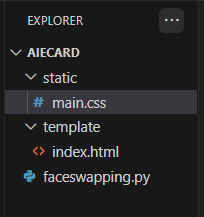 EXPLORER
AIECARD
static
# main.css
template
<> index.html
faceswapping.py